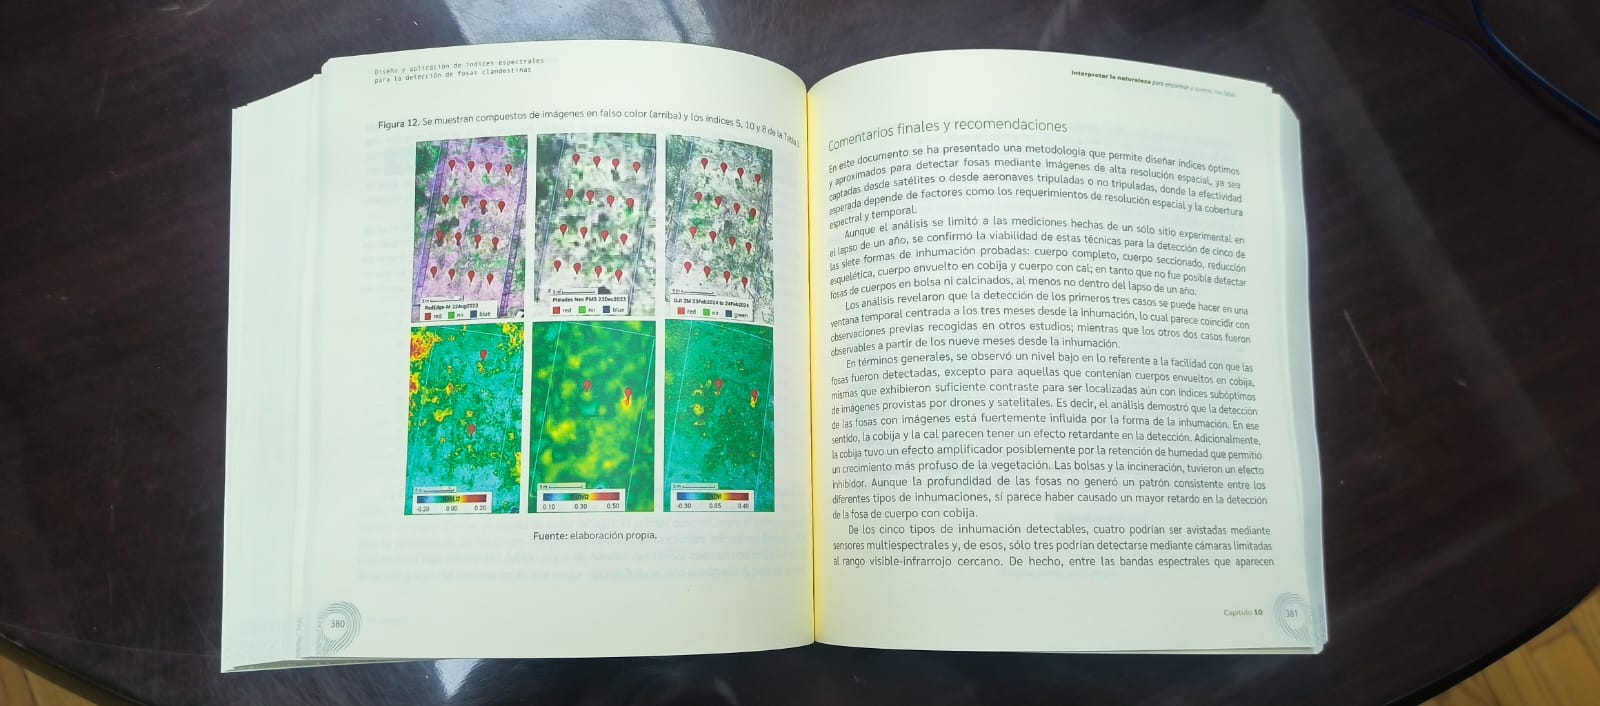 Diseño y aplicación de índices espectrales
para la detección de fosas clandestinas
Figura 12. Se muestran compuestos de imágenes en falso color (arriba) y los índices 5, 10 y 8 de la Tabla
RedEdge-M 22Aug2023
red nir blue
Pléiades Neo PMS 23Dec2023
red nir blue
DJI 23Feb2024 to 24Feb2024
red nir green
-0.20 0.00 0.20
0.10 0.30 0.50
-0.30 0.05 0.40
Fuente: elaboración propia.
380
Interpretar la naturaleza para encontrar a quienes nos faltan
Comentarios finales y recomendaciones
En este documento se ha presentado una metodología que permite diseñar índices óptimos
y aproximados para detectar fosas mediante imágenes de alta resolución espacial, ya sea
captadas desde satélites o desde aeronaves tripuladas o no tripuladas, donde la efectividad
esperada depende de factores como los requerimientos de resolución espacial y la cobertura
espectral y temporal.
Aunque el análisis se limitó a las mediciones hechas de un sólo sitio experimental en
el lapso de un año, se confirmó la viabilidad de estas técnicas para la detección de cinco de
las siete formas de inhumación probadas: cuerpo completo, cuerpo seccionado, reducción
esquelética, cuerpo envuelto en cobija y cuerpo con cal; en tanto que no fue posible detectar
fosas de cuerpos en bolsa ni calcinados, al menos no dentro del lapso de un año.
Los análisis revelaron que la detección de los primeros tres casos se puede hacer en una
ventana temporal centrada a los tres meses desde la inhumación, lo cual parece coincidir con
observaciones previas recogidas en otros estudios; mientras que los otros dos casos fueron
observables a partir de los nueve meses desde la inhumación.
En términos generales, se observó un nivel bajo en lo referente a la facilidad con que las
fosas fueron detectadas, excepto para aquellas que contenían cuerpos envueltos en cobija,
mismas que exhibieron suficiente contraste para ser localizadas aún con índices subóptimos
de imágenes provistas por drones y satelitales. Es decir, el análisis demostró que la detección
de las fosas con imágenes está fuertemente influida por la forma de la inhumación. En ese
sentido, la cobija y la cal parecen tener un efecto retardante en la detección. Adicionalmente,
la cobija tuvo un efecto amplificador posiblemente por la retención de humedad que permitió
un crecimiento más profuso de la vegetación. Las bolsas y la incineración, tuvieron un efecto
inhibidor. Aunque la profundidad de las fosas no generó un patrón consistente entre los
diferentes tipos de inhumaciones, sí parece haber causado un mayor retardo en la detección
de la fosa de cuerpo con cobija.
De los cinco tipos de inhumación detectables, cuatro podrían ser avistadas mediante
sensores multiespectrales y, de esos, sólo tres podrían detectarse mediante cámaras limitadas
al rango visible-infrarrojo cercano. De hecho, entre las bandas espectrales que aparecen
Capítulo 10
381